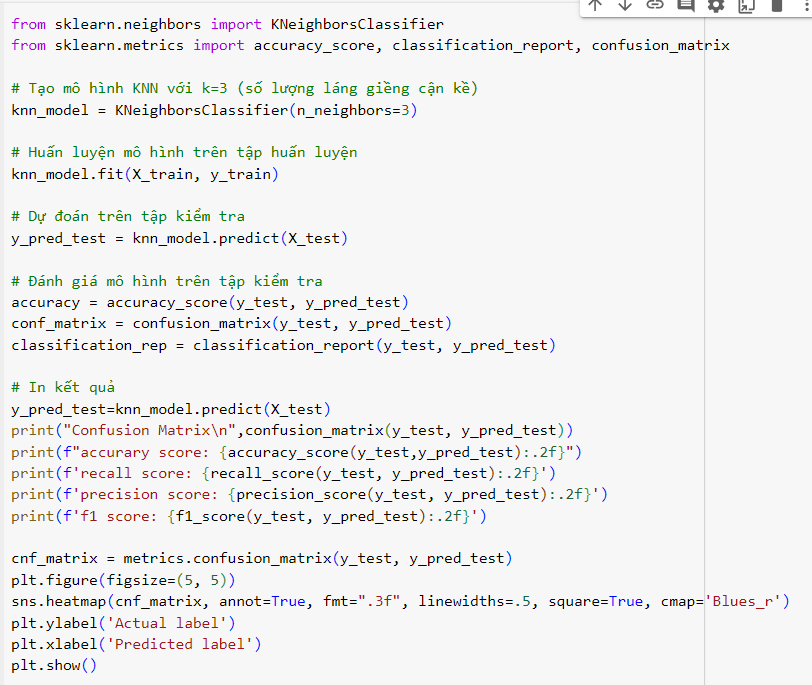 from sklearn.neighbors import KNeighborsClassifier
from sklearn.metrics import accuracy_score, classification_report, confusion_matrix
# Tạo mô hình KNN với k=3 (số lượng láng giềng cận kề)
knn_model = KNeighborsClassifier(n_neighbors=3)
# Huấn luyện mô hình trên tập huấn luyện
knn_model.fit(X_train, y_train)
# Dự đoán trên tập kiểm tra
y_pred_test = knn_model.predict(X_test)
# Đánh giá mô hình trên tập kiểm tra
accuracy = accuracy_score(y_test, y_pred_test)
conf_matrix = confusion_matrix(y_test, y_pred_test)
classification_rep = classification_report(y_test, y_pred_test)
# In kết quả
y_pred_test=knn_model.predict(X_test)
print("Confusion Matrix\n",confusion_matrix(y_test, y_pred_test))
print(f"accurary score: {accuracy_score(y_test,y_pred_test):.2f}")
print(f'recall score: {recall_score(y_test, y_pred_test):.2f}')
print(f'precision score: {precision_score(y_test, y_pred_test):.2f}')
print(f'f1 score: {f1_score(y_test, y_pred_test):.2f}')
cnf_matrix = metrics.confusion_matrix(y_test, y_pred_test)
plt.figure(figsize=(5, 5))
sns.heatmap(cnf_matrix, annot=True, fmt=".3f", linewidths=.5, square=True, cmap='Blues_r')
plt.ylabel('Actual label')
plt.xlabel('Predicted label')
plt.show()